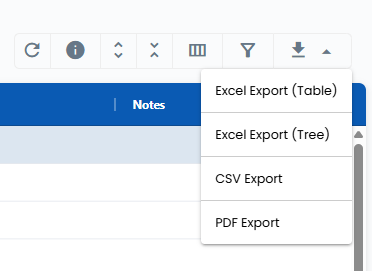 Excel Export (Table)
Notes
Excel Export (Tree)
CSV Export
PDF Export